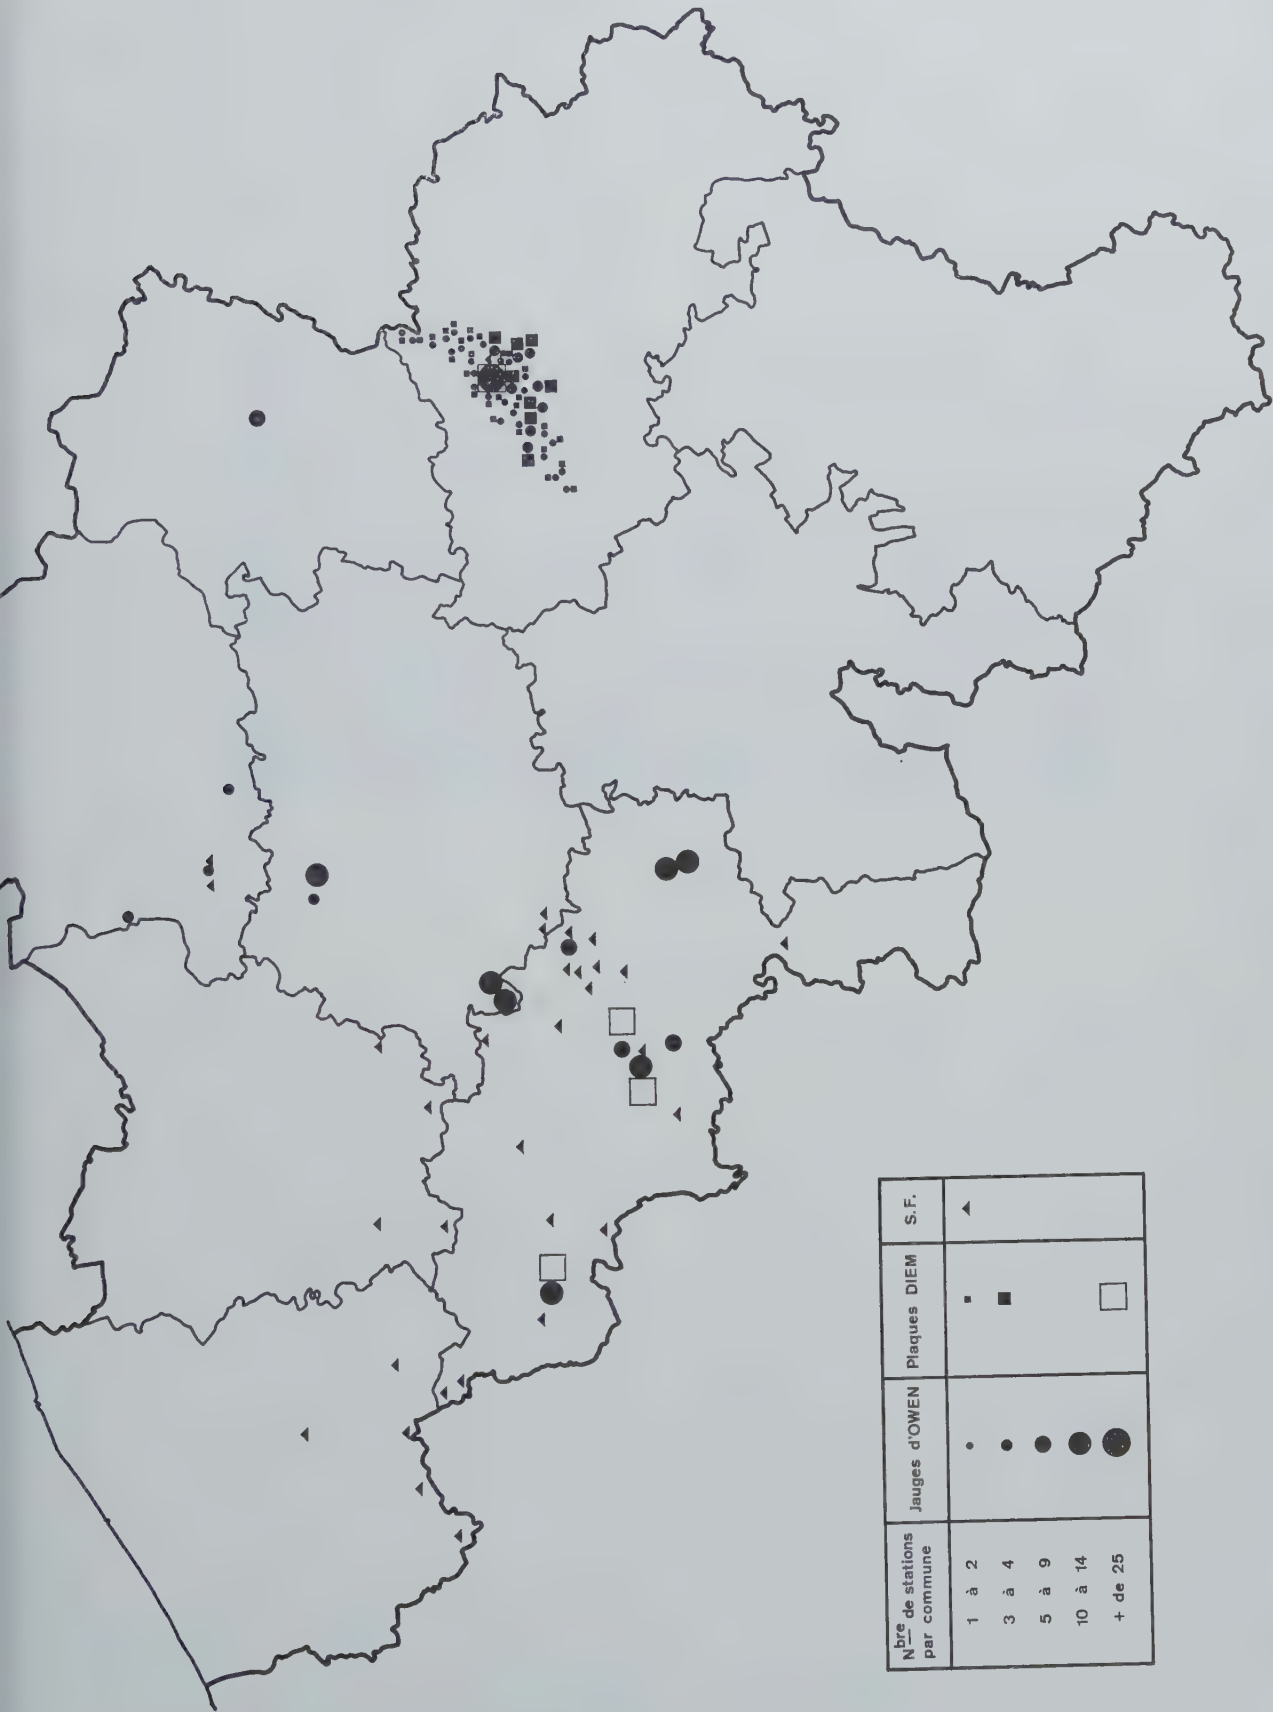 Nbre de stations
par commune
Jauges d'OWEN
Plaques DIEM
S.F.
1 à 2
3 à 4
5 à 9
10 à 14
+ de 25